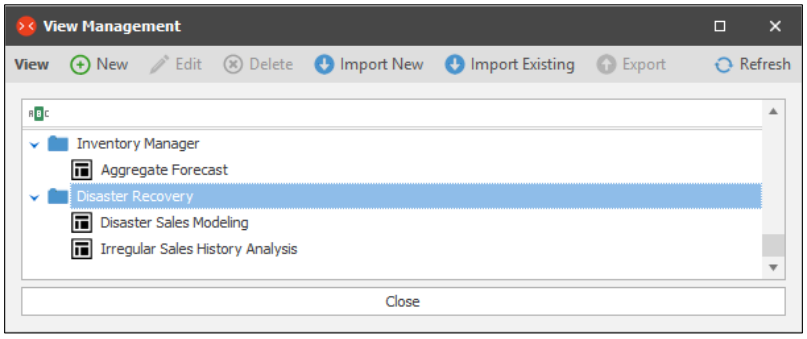 View Management
View New Edit Delete Import New Import Existing Export Refresh
ABC
Inventory Manager
Aggregate Forecast
Disaster Recovery
Disaster Sales Modeling
Irregular Sales History Analysis
Close